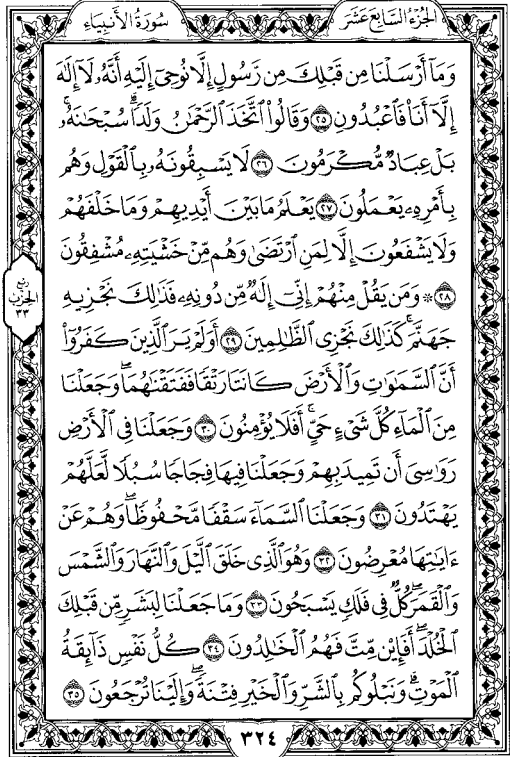 الجزء السابع عشر
سورة الأنبياء
وَمَآ أَرْسَلْنَا مِن قَبْلِكَ مِن رَّسُولٍ إِلَّا نُوحِىٓ إِلَيْهِ أَنَّهُۥ لَآ إِلَٰهَ
إِلَّآ أَنَا۠ فَٱعْبُدُونِ ٢٥ وَقَالُوا۟ ٱتَّخَذَ ٱلرَّحْمَٰنُ وَلَدًا ۗ سُبْحَٰنَهُۥ ۚ
بَلْ عِبَادٌ مُّكْرَمُونَ ٢٦ لَا يَسْبِقُونَهُۥ بِٱلْقَوْلِ وَهُم
بِأَمْرِهِۦ يَعْمَلُونَ ٢٧ يَعْلَمُ مَا بَيْنَ أَيْدِيهِمْ وَمَا خَلْفَهُمْ
وَلَا يَشْفَعُونَ إِلَّا لِمَنِ ٱرْتَضَىٰ وَهُم مِّنْ خَشْيَتِهِۦ مُشْفِقُونَ
٢٨ * وَمَن يَقُلْ مِنْهُمْ إِنِّىٓ إِلَٰهٌ مِّن دُونِهِۦ فَذَٰلِكَ نَجْزِيهِ
جَهَنَّمَ ۚ كَذَٰلِكَ نَجْزِى ٱلظَّٰلِمِينَ ٢٩ أَوَلَمْ يَرَ ٱلَّذِينَ كَفَرُوٓا۟
أَنَّ ٱلسَّمَٰوَٰتِ وَٱلْأَرْضَ كَانَتَا رَتْقًا فَفَتَقْنَٰهُمَا ۖ وَجَعَلْنَا
مِنَ ٱلْمَآءِ كُلَّ شَىْءٍ حَىٍّ ۖ أَفَلَا يُؤْمِنُونَ ٣٠ وَجَعَلْنَا فِى ٱلْأَرْضِ
رَوَٰسِىَ أَن تَمِيدَ بِهِمْ وَجَعَلْنَا فِيهَا فِجَاجًا سُبُلًا لَّعَلَّهُمْ
يَهْتَدُونَ ٣١ وَجَعَلْنَا ٱلسَّمَآءَ سَقْفًا مَّحْفُوظًا ۖ وَهُمْ عَنْ
ءَايَٰتِهَا مُعْرِضُونَ ٣٢ وَهُوَ ٱلَّذِى خَلَقَ ٱلَّيْلَ وَٱلنَّهَارَ وَٱلشَّمْسَ
وَٱلْقَمَرَ ۖ كُلٌّ فِى فَلَكٍ يَسْبَحُونَ ٣٣ وَمَا جَعَلْنَا لِبَشَرٍ مِّن قَبْلِكَ
ٱلْخُلْدَ ۖ أَفَإِي۟ن مِّتَّ فَهُمُ ٱلْخَٰلِدُونَ ٣٤ كُلُّ نَفْسٍ ذَآئِقَةُ
ٱلْمَوْتِ ۗ وَنَبْلُوكُم بِٱلشَّرِّ وَٱلْخَيْرِ فِتْنَةً ۖ وَإِلَيْنَا تُرْجَعُونَ ٣٥
ربع
الحزب
٣٣
٣٢٤